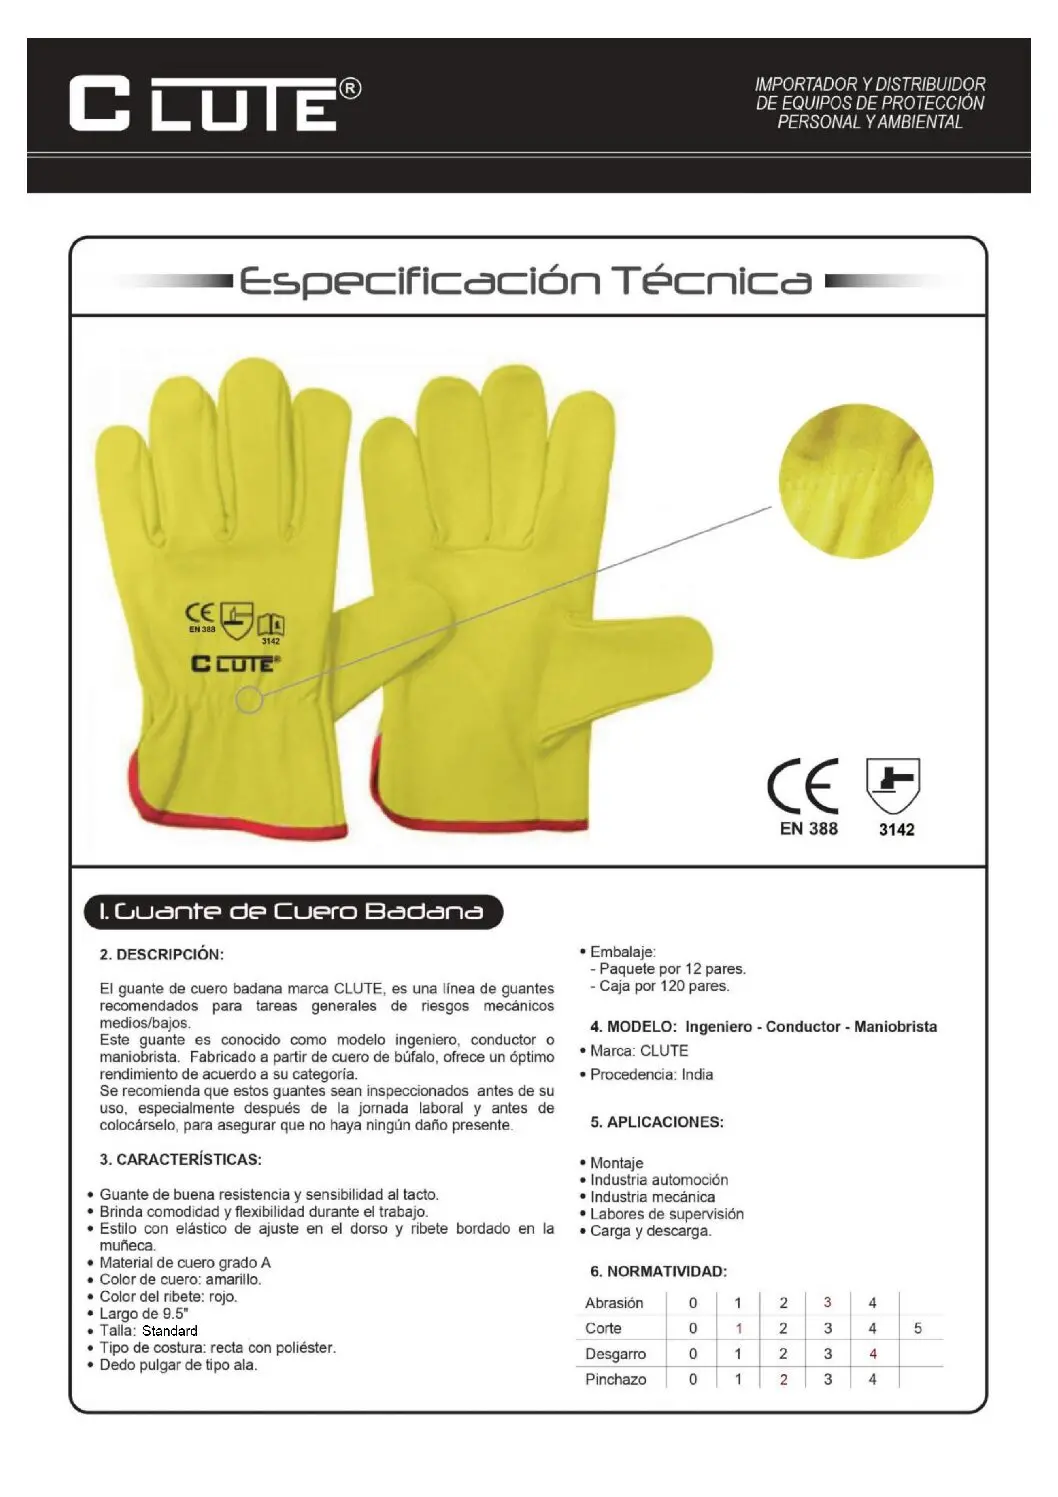 C LUTE®
IMPORTADOR Y DISTRIBUIDOR
DE EQUIPOS DE PROTECCIÓN
PERSONAL Y AMBIENTAL
Especificación Técnica
CE
EN 388
3142
C LUTE®
CE
EN 388
3142
1. Guante de Cuero Badana
2. DESCRIPCIÓN:
El guante de cuero badana marca CLUTE, es una línea de guantes
recomendados para tareas generales de riesgos mecánicos
medios/bajos.
Este guante es conocido como modelo ingeniero, conductor o
maniobrista. Fabricado a partir de cuero de búfalo, ofrece un óptimo
rendimiento de acuerdo a su categoría.
Se recomienda que estos guantes sean inspeccionados antes de su
uso, especialmente después de la jornada laboral y antes de
colocárselo, para asegurar que no haya ningún daño presente.
3. CARACTERÍSTICAS:
• Guante de buena resistencia y sensibilidad al tacto.
• Brinda comodidad y flexibilidad durante el trabajo.
• Estilo con elástico de ajuste en el dorso y ribete bordado en la
muñeca.
• Material de cuero grado A
• Color de cuero: amarillo.
• Color del ribete: rojo.
• Largo de 9.5"
• Talla: Standard
• Tipo de costura: recta con poliéster.
• Dedo pulgar de tipo ala.
• Embalaje:
- Paquete por 12 pares.
- Caja por 120 pares.
4. MODELO: Ingeniero - Conductor - Maniobrista
• Marca: CLUTE
• Procedencia: India
5. APLICACIONES:
• Montaje
• Industria automoción
• Industria mecánica
• Labores de supervisión
• Carga y descarga.
6. NORMATIVIDAD:
Abrasión 0 1 2 3 4
Corte 0 1 2 3 4 5
Desgarro 0 1 2 3 4
Pinchazo 0 1 2 3 4